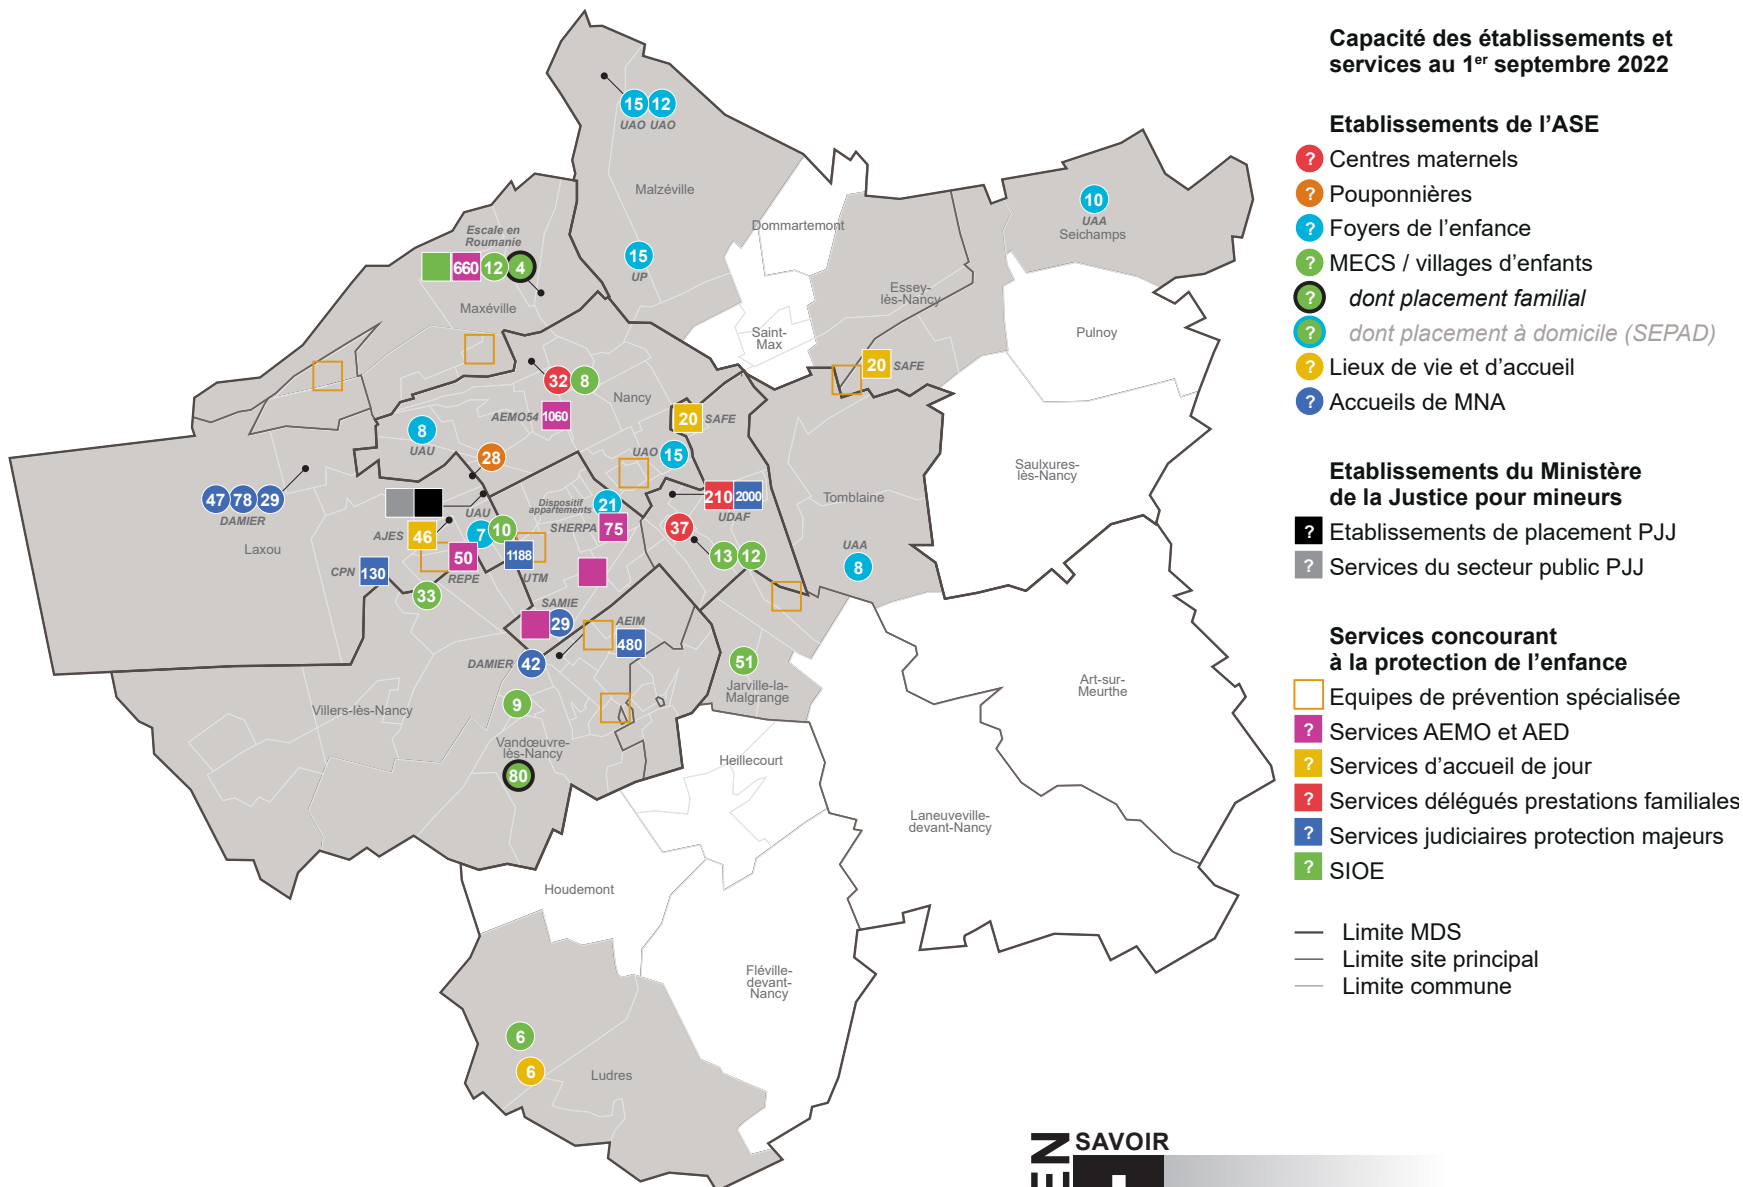 Capacité des établissements et
services au 1er septembre 2022
Etablissements de l’ASE
? Centres maternels
? Pouponnières
? Foyers de l’enfance
? MECS / villages d’enfants
? dont placement familial
? dont placement à domicile (SEPAD)
? Lieux de vie et d’accueil
? Accueils de MNA
Etablissements du Ministère
de la Justice pour mineurs
? Etablissements de placement PJJ
? Services du secteur public PJJ
Services concourant
à la protection de l’enfance
Equipes de prévention spécialisée
? Services AEMO et AED
? Services d’accueil de jour
? Services délégués prestations familiales
? Services judiciaires protection majeurs
? SIOE
Limite MDS
Limite site principal
Limite commune
15 12
UAO UAO
Malzéville
15
UP
Dommartemont
10
UAA
Seichamps
Escale en
Roumanie
660 12 4
Maxéville
Essey-
lès-Nancy
Saint-
Max
Pulnoy
20 SAFE
32 8
Nancy
AEMO54 1060
20 SAFE
8
UAU
UAO 15
28
Saulxures-
lès-Nancy
47 78 29
DAMIER
Laxou
UAU
Dispositif
appartements
21
SHERPA 75
210 2000
UDAF
Tomblaine
AJES 46
7 10
37
CPN 130
50
REPE
1188
UTM
13 12
UAA
8
33
SAMIE
29
AEIM
480
DAMIER 42
51
Jarville-la-
Malgrange
Art-sur-
Meurthe
Villers-lès-Nancy
9
Vandœuvre-
lès-Nancy
80
Heillecourt
Laneuveville-
devant-Nancy
Houdemont
Fléville-
devant-
Nancy
6
6
Ludres
EN
SAVOIR